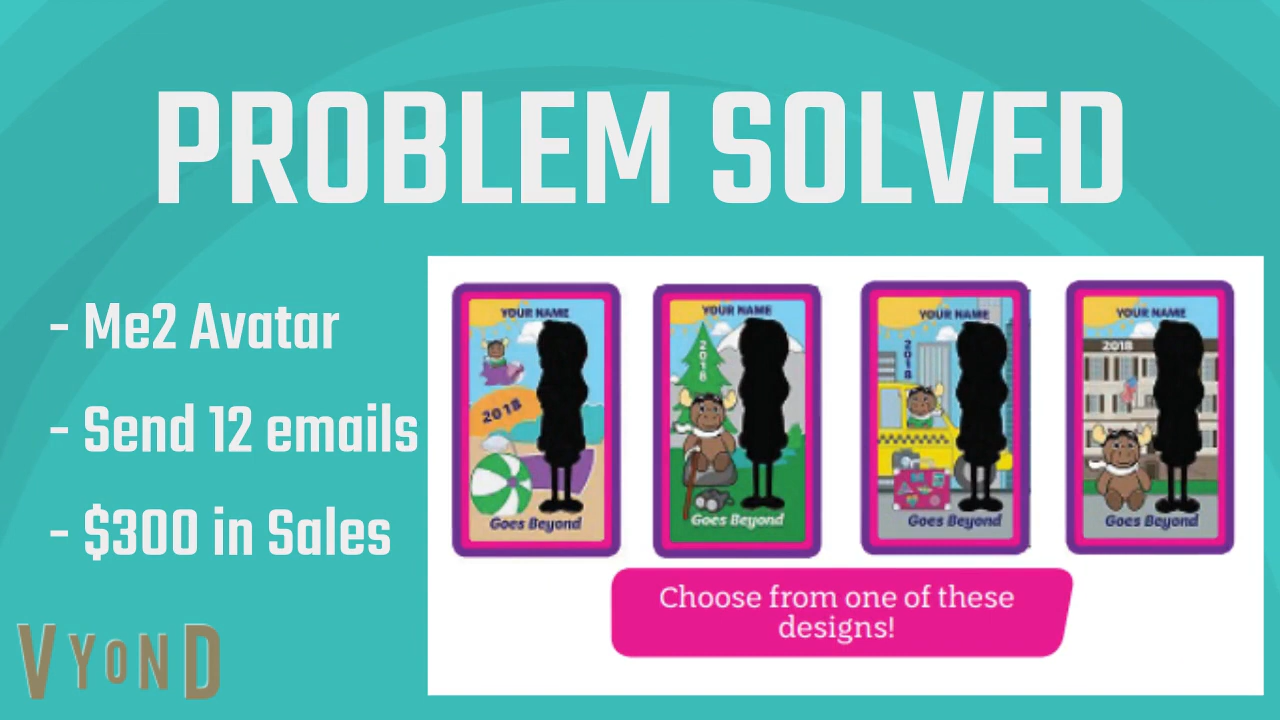 PROBLEM SOLVED
- Me2 Avatar
- Send 12 emails
- $300 in Sales
YOUR NAME
2018
Goes Beyond
YOUR NAME
2018
Goes Beyond
YOUR NAME
2018
Goes Beyond
YOUR NAME
2018
Goes Beyond
Choose from one of these
designs!
VYOND